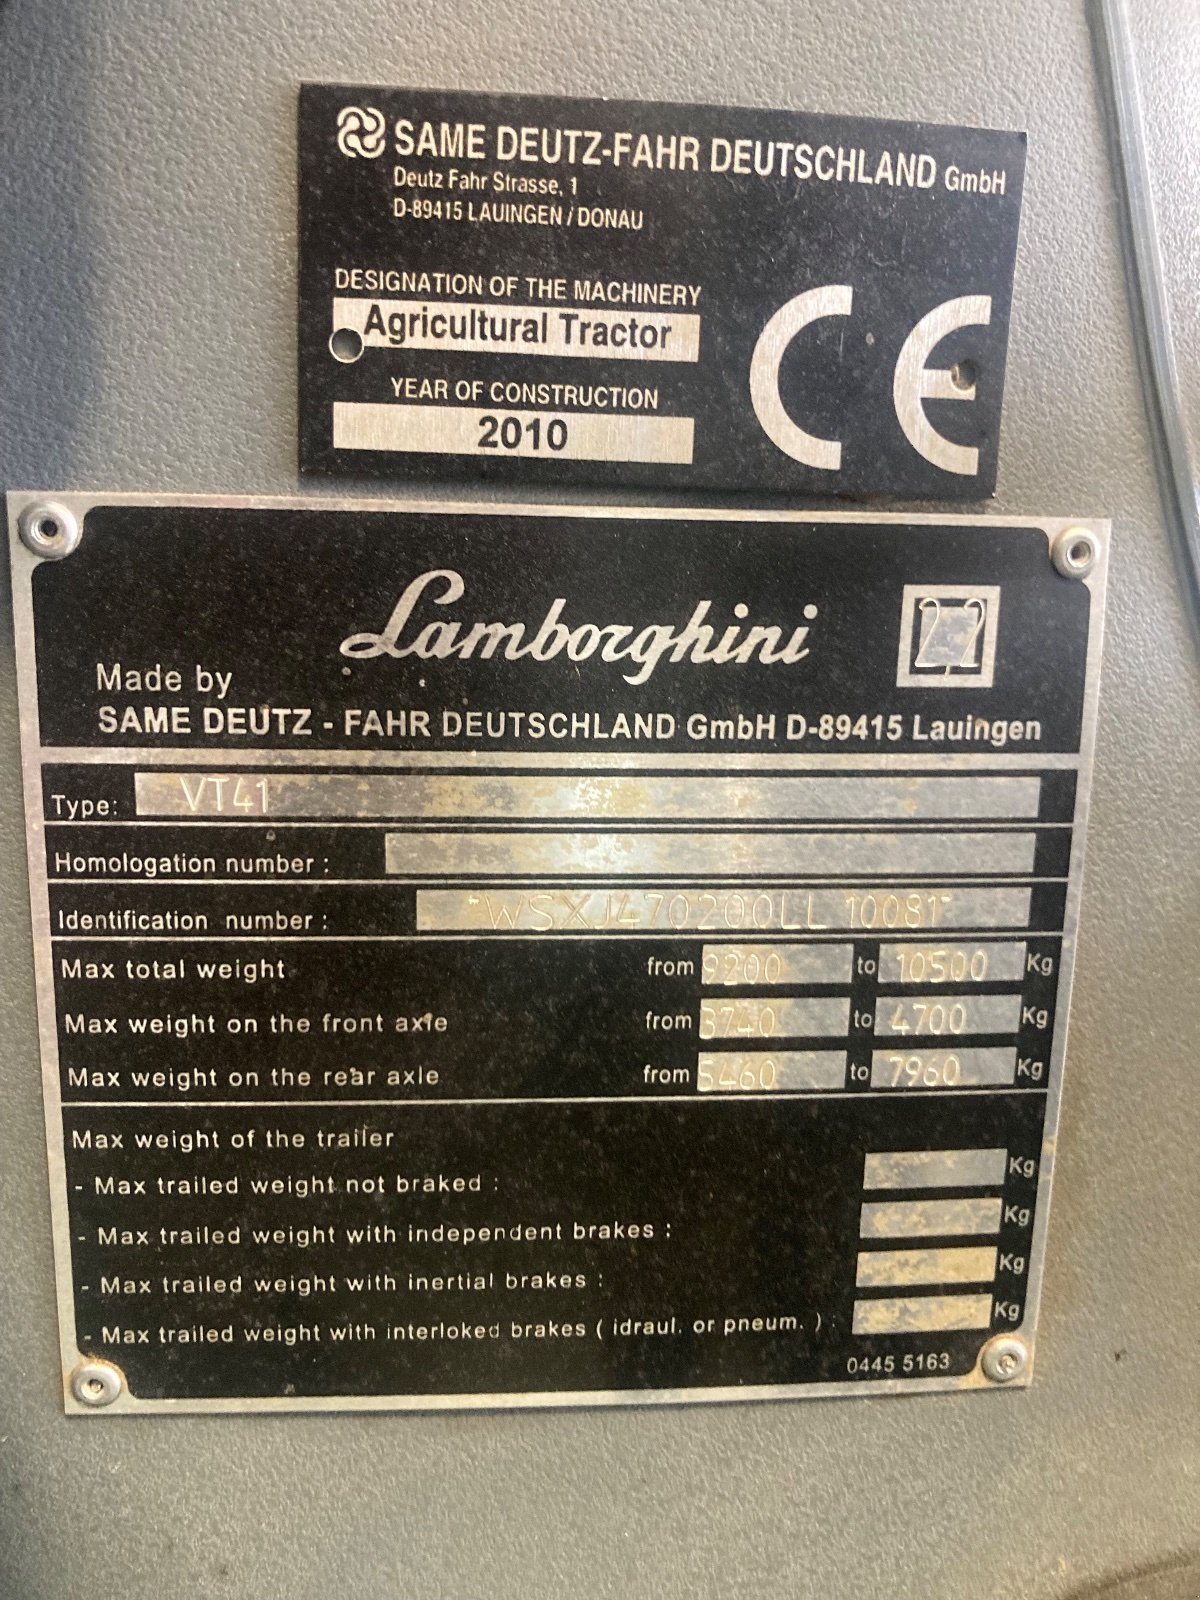 SAME DEUTZ-FAHR DEUTSCHLAND GmbH
Deutz Fahr Strasse, 1
D-89415 LAUINGEN / DONAU
DESIGNATION OF THE MACHINERY
Agricultural Tractor
YEAR OF CONSTRUCTION
2010
CE
Lamborghini
22
Made by
SAME DEUTZ - FAHR DEUTSCHLAND GmbH D-89415 Lauingen
Type: VT41
Homologation number :
Identification number : *WSXJ470200LL10081*
Max total weight from 9200 to 10500 Kg
Max weight on the front axle from 3740 to 4700 Kg
Max weight on the rear axle from 5460 to 7960 Kg
Max weight of the trailer
- Max trailed weight not braked : Kg
- Max trailed weight with independent brakes : Kg
- Max trailed weight with inertial brakes : Kg
- Max trailed weight with interloked brakes ( idraul. or pneum. ) : Kg
0445 5163